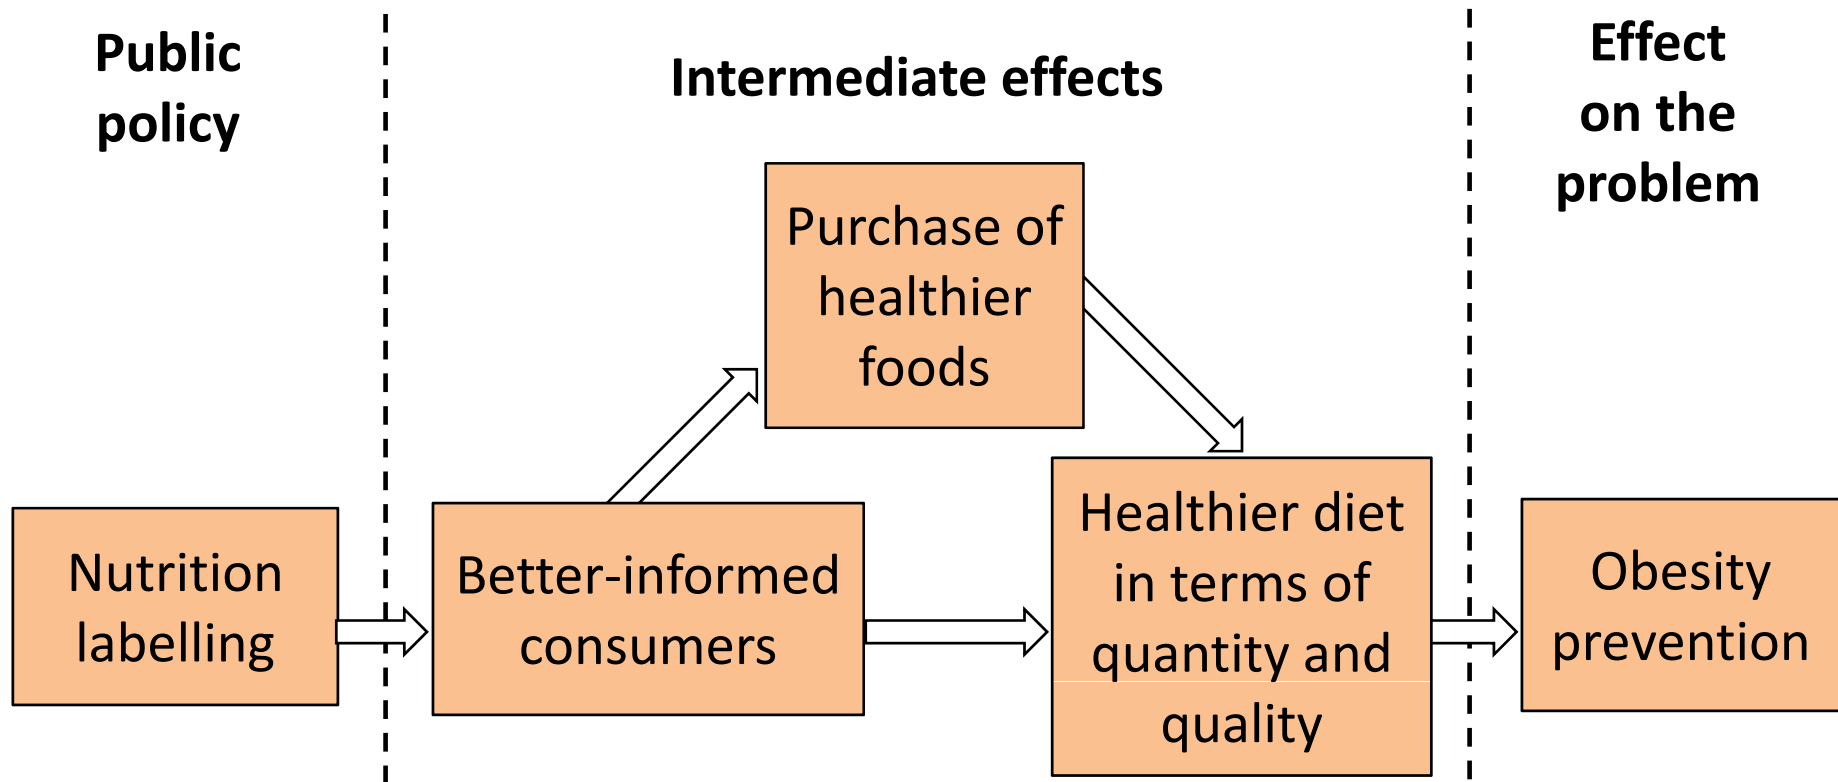 Public
policy
Intermediate effects
Effect
on the
problem
Purchase of
healthier
foods
Nutrition
labelling
Better-informed
consumers
Healthier diet
in terms of
quantity and
quality
Obesity
prevention